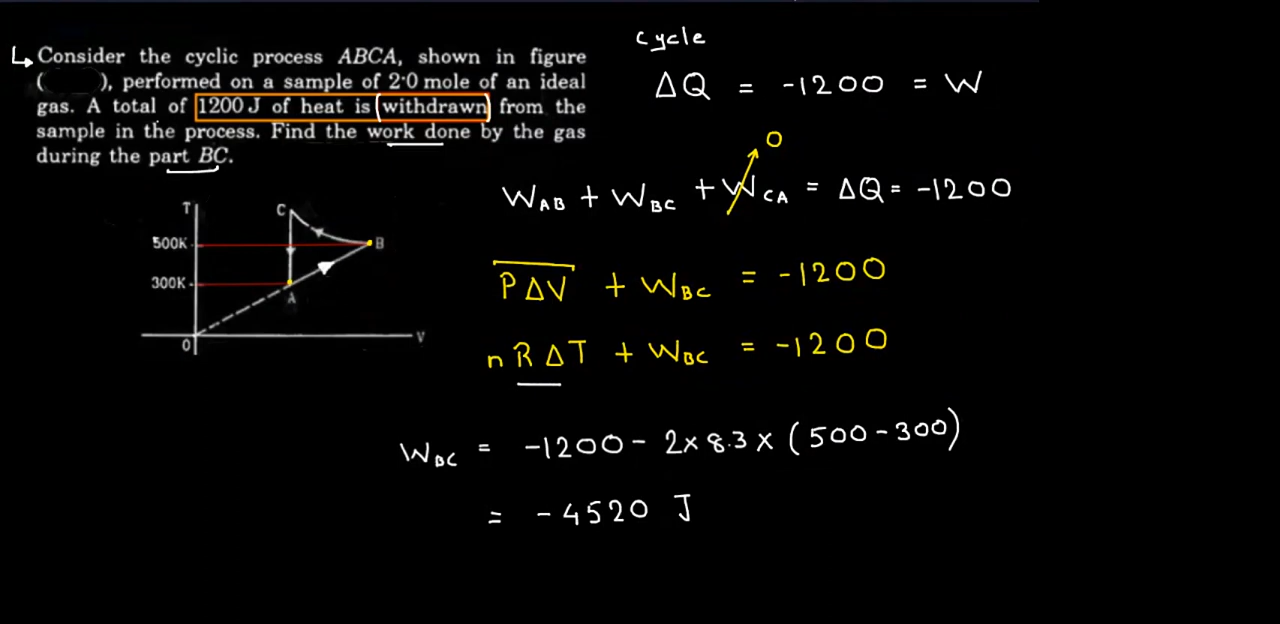 ↳ Consider the cyclic process ABCA, shown in figure
( ), performed on a sample of 2·0 mole of an ideal
gas. A total of 1200 J of heat is (withdrawn) from the
sample in the process. Find the work done by the gas
during the part BC.
T
C
500K
B
300K
A
0
V
cycle
ΔQ = -1200 = W
0
W_AB + W_BC + W_CA = ΔQ = -1200
PΔV + W_BC = -1200
nRΔT + W_BC = -1200
W_BC = -1200 - 2×8.3×(500-300)
= -4520 J